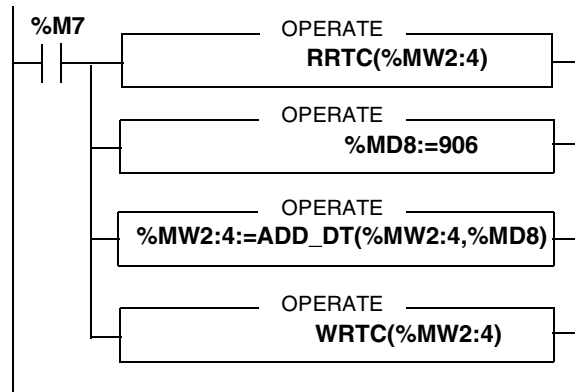 %M7
OPERATE
RRTC(%MW2:4)
OPERATE
%MD8:=906
OPERATE
%MW2:4:=ADD_DT(%MW2:4,%MD8)
OPERATE
WRTC(%MW2:4)